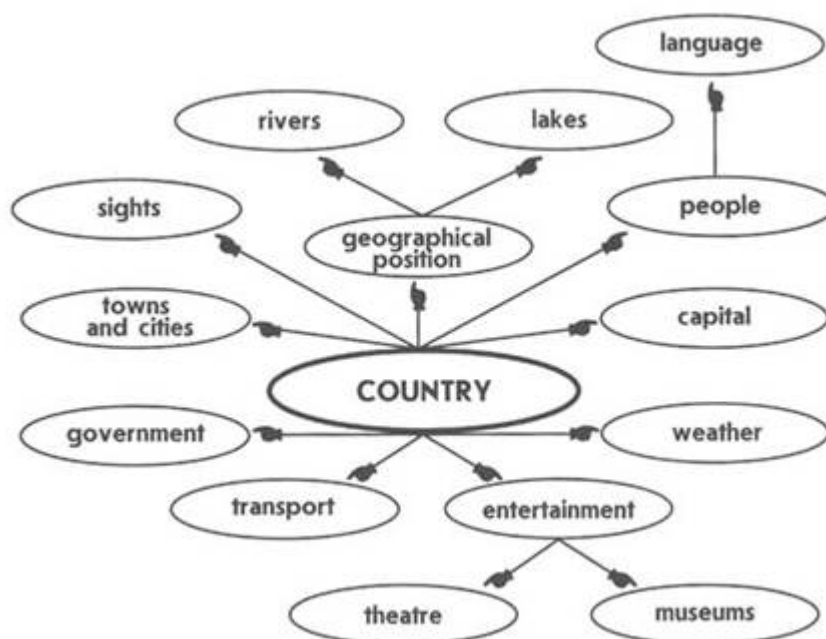 language
rivers
lakes
sights
people
geographical
position
towns
and cities
capital
COUNTRY
government
weather
transport
entertainment
theatre
museums